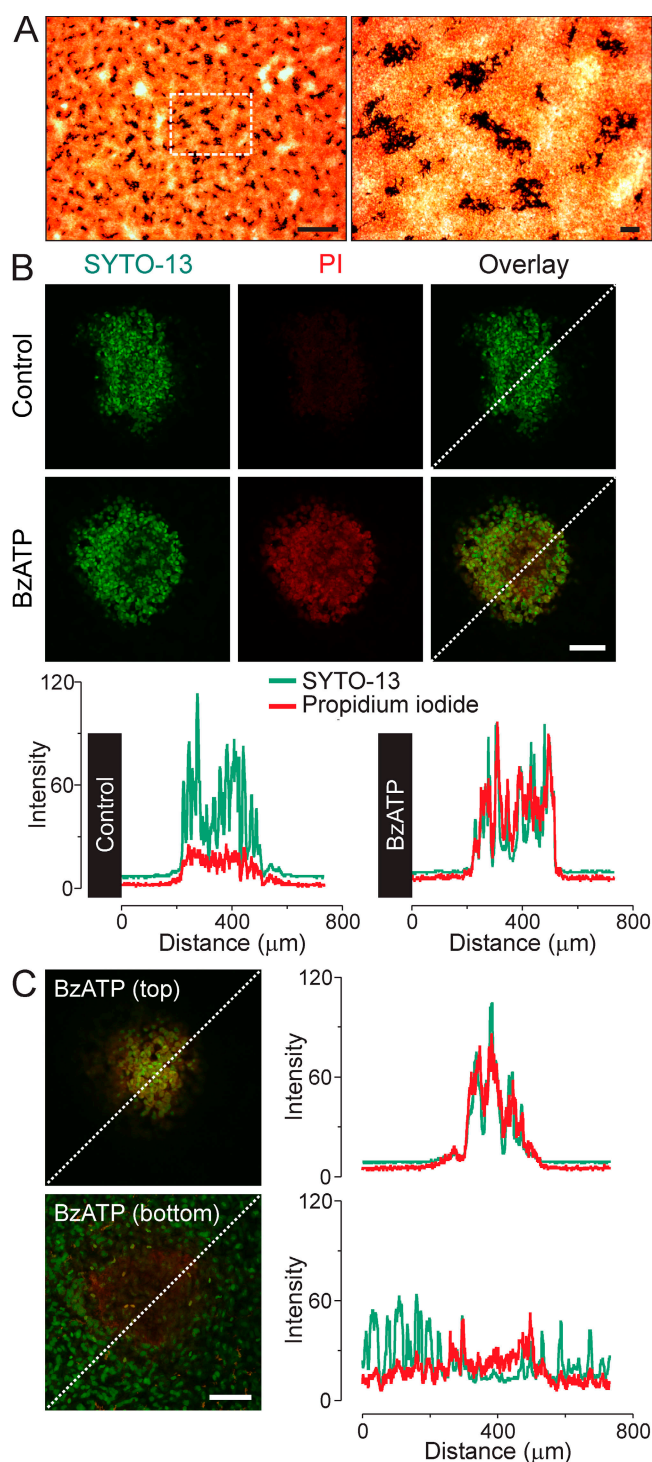 A
B
SYTO-13 PI Overlay
Control
BzATP
SYTO-13
Propidium iodide
120
60
0
Intensity
Control
BzATP
0 400 800
0 400 800
Distance (μm)
Distance (μm)
C
BzATP (top)
120
60
0
Intensity
BzATP (bottom)
120
60
0
Intensity
0 400 800
Distance (μm)